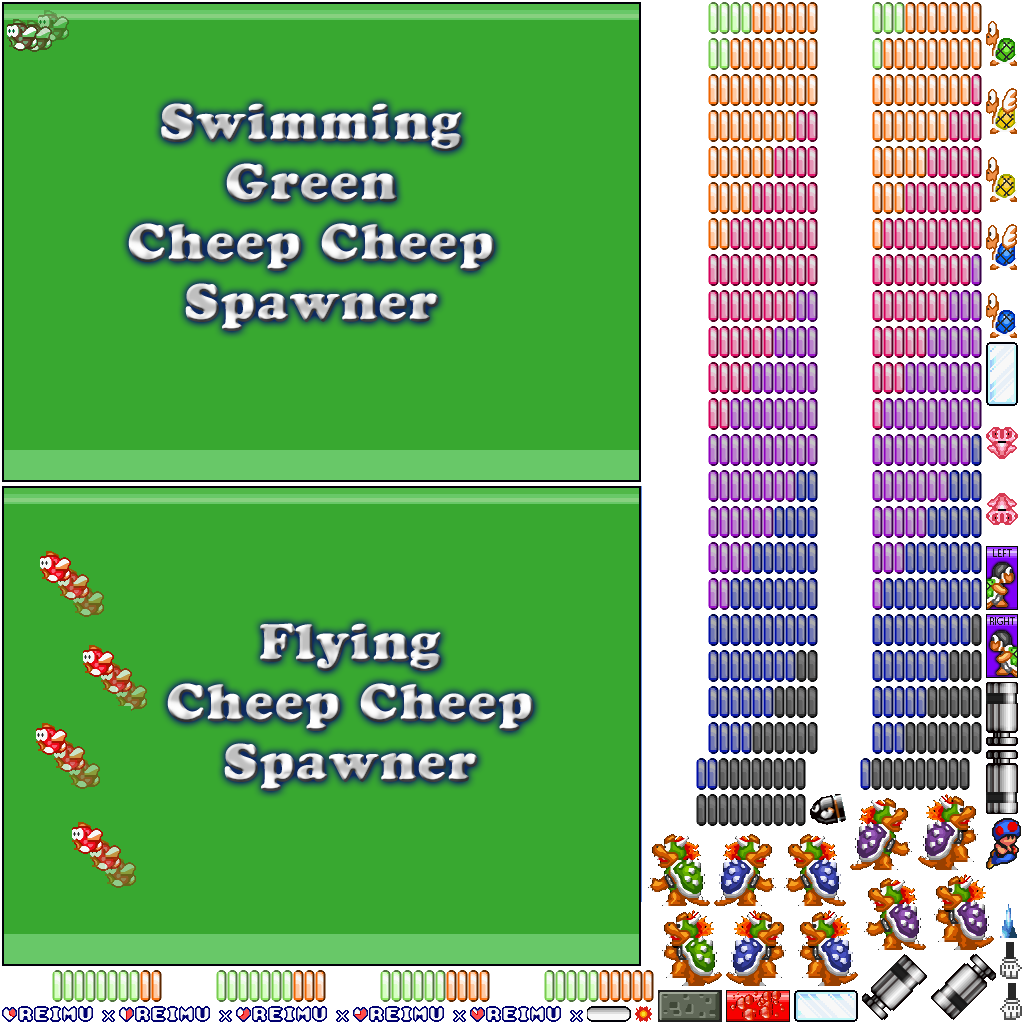 Swimming
Green
Cheep Cheep
Spawner
Flying
Cheep Cheep
Spawner
LEFT
RIGHT
REIMU × REIMU × REIMU × REIMU × REIMU ×